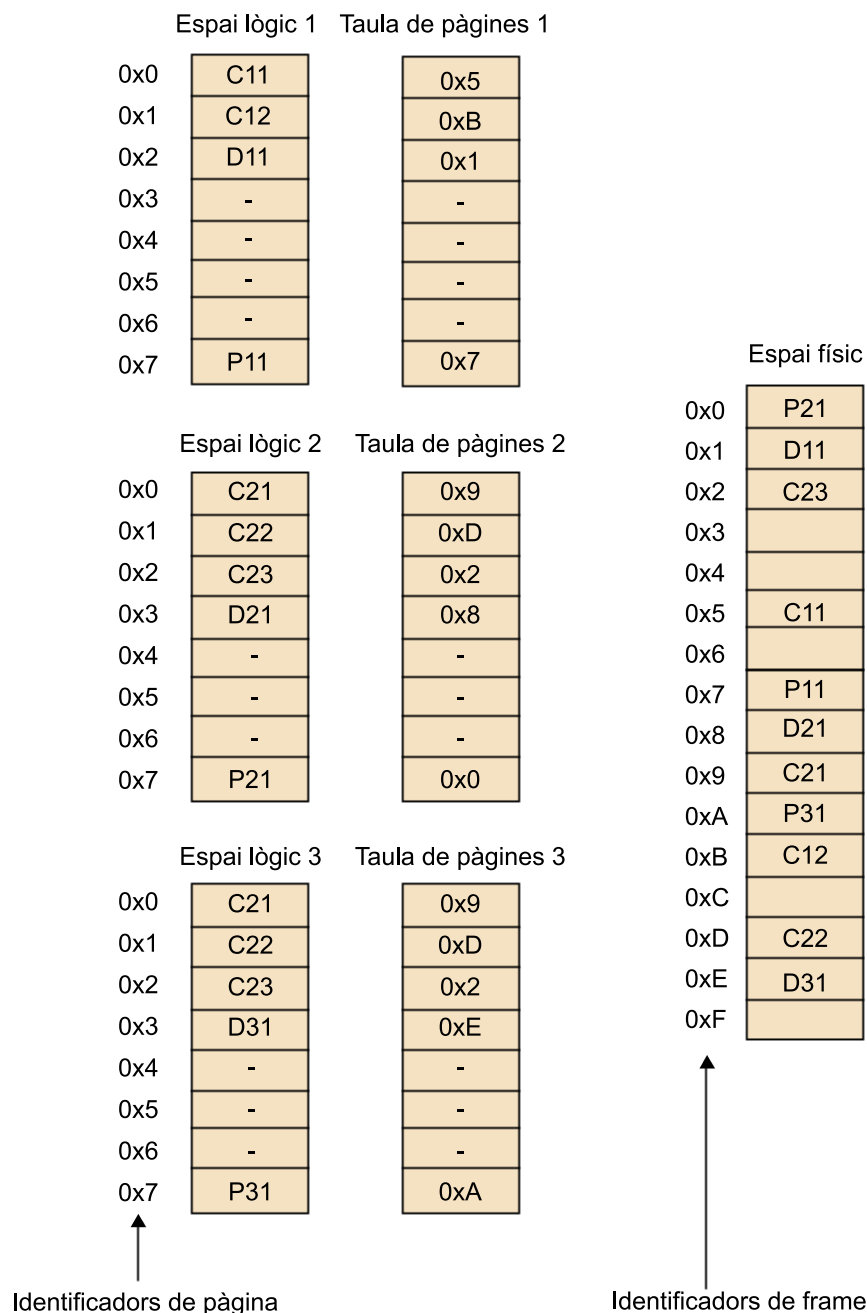 Espai lògic 1 Taula de pàgines 1
0x0 C11 0x5
0x1 C12 0xB
0x2 D11 0x1
0x3 - -
0x4 - -
0x5 - -
0x6 - -
0x7 P11 0x7
Espai lògic 2 Taula de pàgines 2
0x0 C21 0x9
0x1 C22 0xD
0x2 C23 0x2
0x3 D21 0x8
0x4 - -
0x5 - -
0x6 - -
0x7 P21 0x0
Espai lògic 3 Taula de pàgines 3
0x0 C21 0x9
0x1 C22 0xD
0x2 C23 0x2
0x3 D31 0xE
0x4 - -
0x5 - -
0x6 - -
0x7 P31 0xA
Identificadors de pàgina
Espai físic
0x0 P21
0x1 D11
0x2 C23
0x3
0x4
0x5 C11
0x6
0x7 P11
0x8 D21
0x9 C21
0xA P31
0xB C12
0xC
0xD C22
0xE D31
0xF
Identificadors de frame